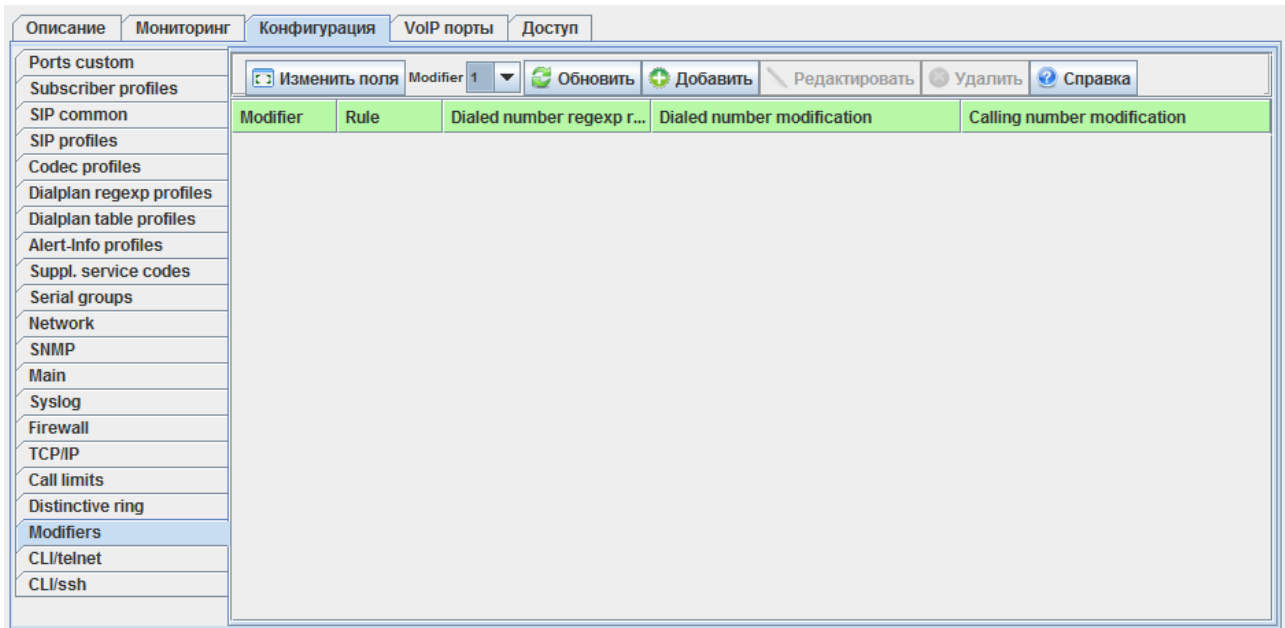 Описание Мониторинг Конфигурация VoIP порты Доступ
Ports custom
Subscriber profiles
SIP common
SIP profiles
Codec profiles
Dialplan regexp profiles
Dialplan table profiles
Alert-Info profiles
Suppl. service codes
Serial groups
Network
SNMP
Main
Syslog
Firewall
TCP/IP
Call limits
Distinctive ring
Modifiers
CLI/telnet
CLI/ssh
Изменить поля Modifier 1 Обновить Добавить Редактировать Удалить Справка
Modifier Rule Dialed number regexp r... Dialed number modification Calling number modification